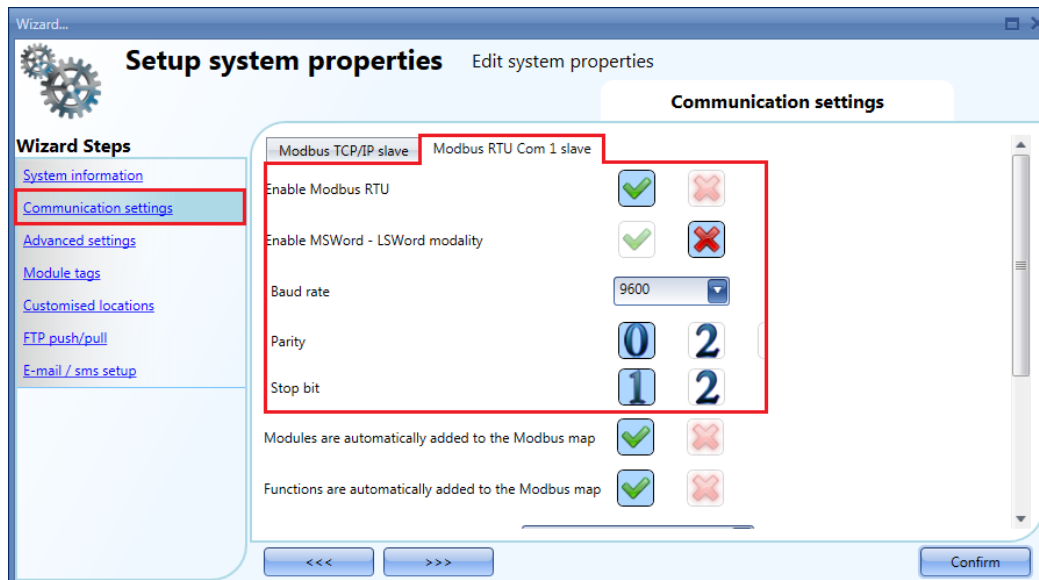 Wizard...
Setup system properties Edit system properties
Communication settings
Wizard Steps
System information
Communication settings
Advanced settings
Module tags
Customised locations
FTP push/pull
E-mail / sms setup
Modbus TCP/IP slave Modbus RTU Com 1 slave
Enable Modbus RTU
Enable MSWord - LSWord modality
Baud rate 9600
Parity 0 2
Stop bit 1 2
Modules are automatically added to the Modbus map
Functions are automatically added to the Modbus map
<<< >>> Confirm